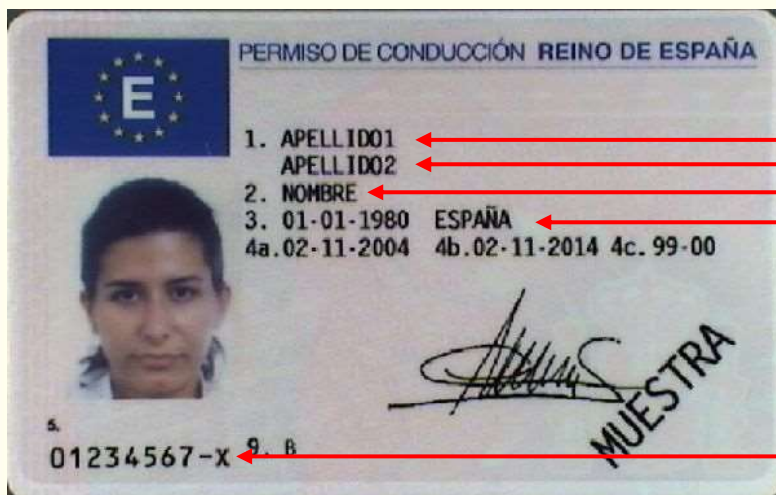 E
PERMISO DE CONDUCCIÓN REINO DE ESPAÑA
1. APELLIDO1
APELLIDO2
2. NOMBRE
3. 01-01-1980 ESPAÑA
4a.02-11-2004 4b.02-11-2014 4c.99-00
MUESTRA
5.
01234567-X 9. B